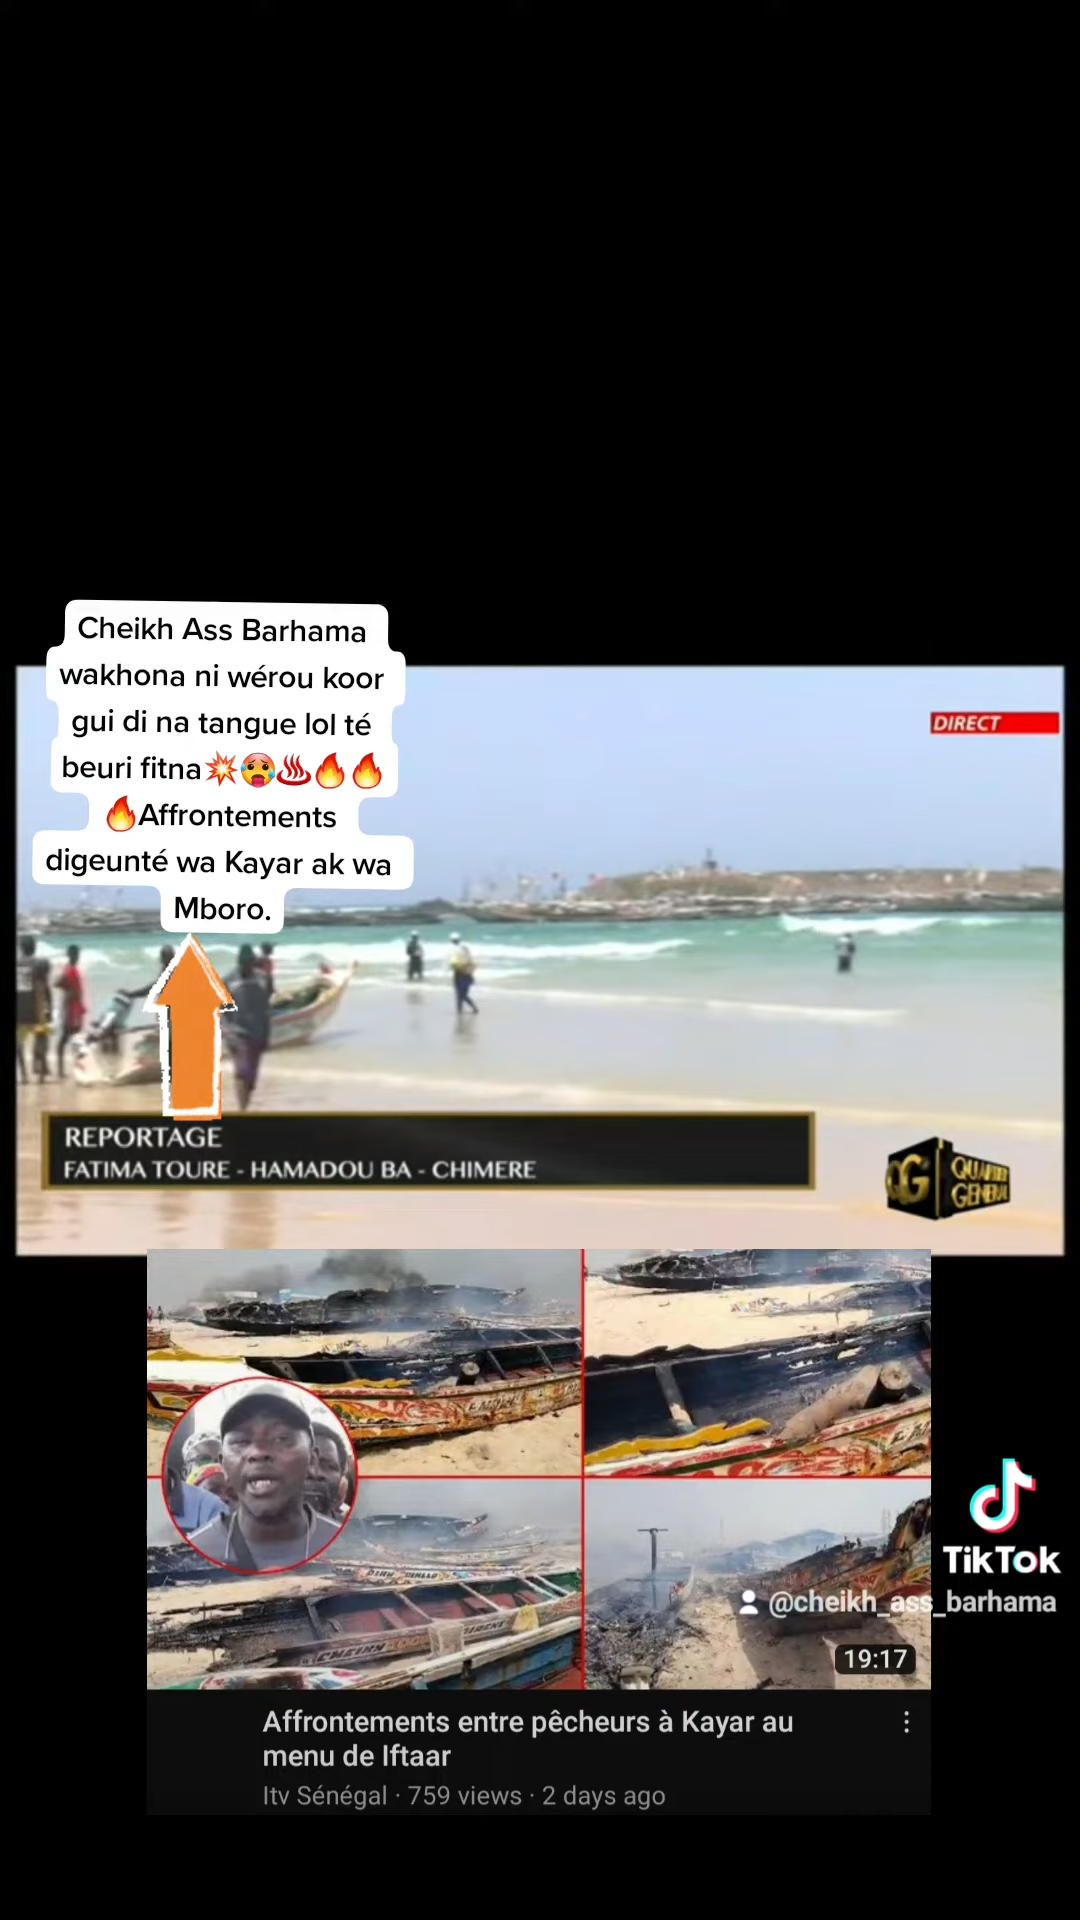 Cheikh Ass Barhama
wakhona ni wérou koor
gui di na tangue lol té
beuri fitna💥🥵♨️🔥🔥
🔥Affrontements
digeunté wa Kayar ak wa
Mboro.
DIRECT
REPORTAGE
FATIMA TOURE - HAMADOU BA - CHIMERE
QG QUARTIER
GENERAL
TikTok
@cheikh_ass_barhama
19:17
Affrontements entre pêcheurs à Kayar au
menu de Iftaar
Itv Sénégal · 759 views · 2 days ago